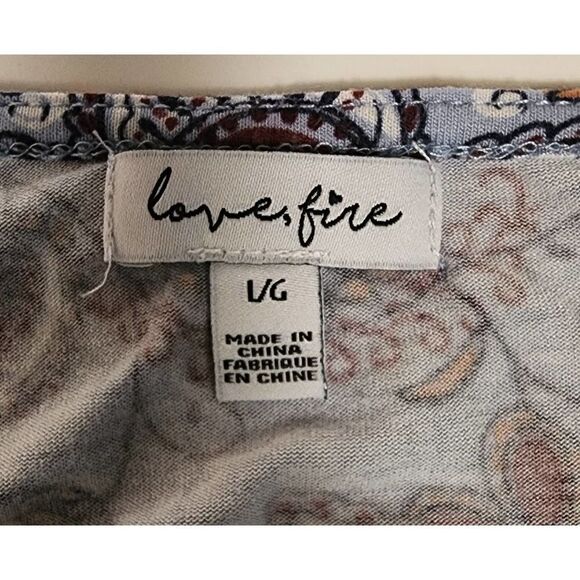 love, fire
L/G
MADE IN
CHINA
FABRIQUE
EN CHINE